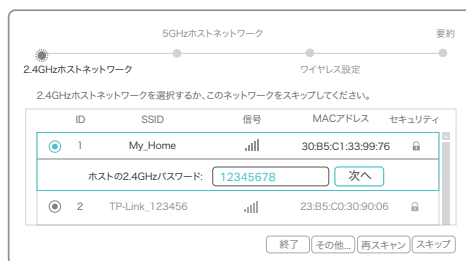 5GHzホストネットワーク 要約
2.4GHzホストネットワーク ワイヤレス設定
2.4GHzホストネットワークを選択するか、このネットワークをスキップしてください。
ID SSID 信号 MACアドレス セキュリティ
1 My_Home 30:B5:C1:33:99:76
ホストの2.4GHzパスワード: 12345678 次へ
2 TP-Link_123456 23:B5:C0:30:90:06
終了 その他... 再スキャン スキップ